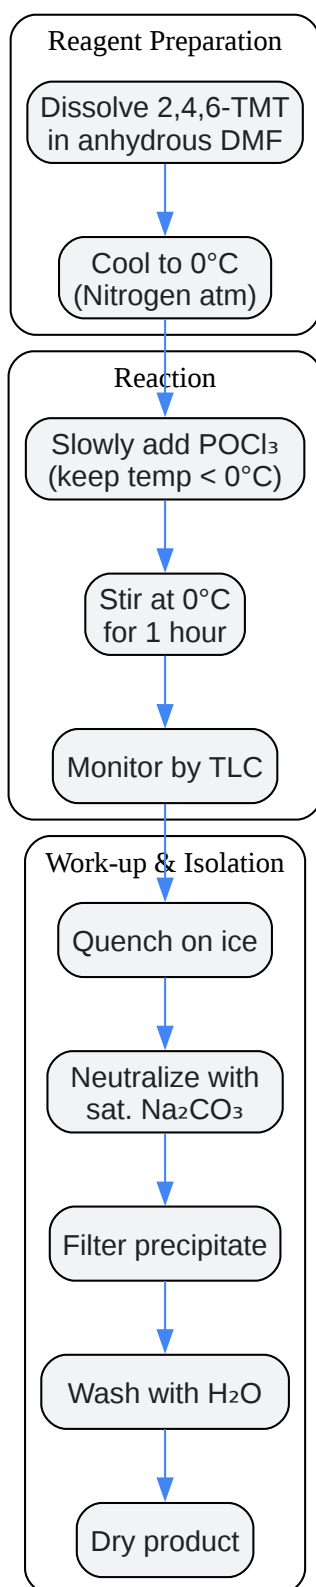 Reagent Preparation
Dissolve 2,4,6-TMT
in anhydrous DMF
Cool to 0°C
(Nitrogen atm)
Reaction
Slowly add POCl₃
(keep temp < 0°C)
Stir at 0°C
for 1 hour
Monitor by TLC
Work-up & Isolation
Quench on ice
Neutralize with
sat. Na₂CO₃
Filter precipitate
Wash with H₂O
Dry product